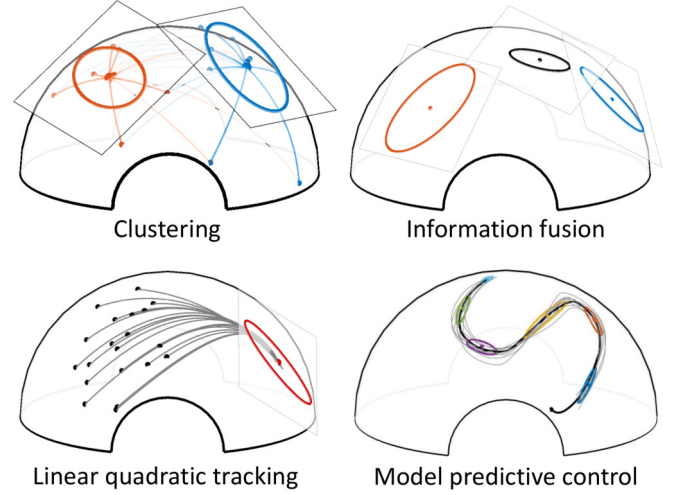 Clustering
Information fusion
Linear quadratic tracking
Model predictive control